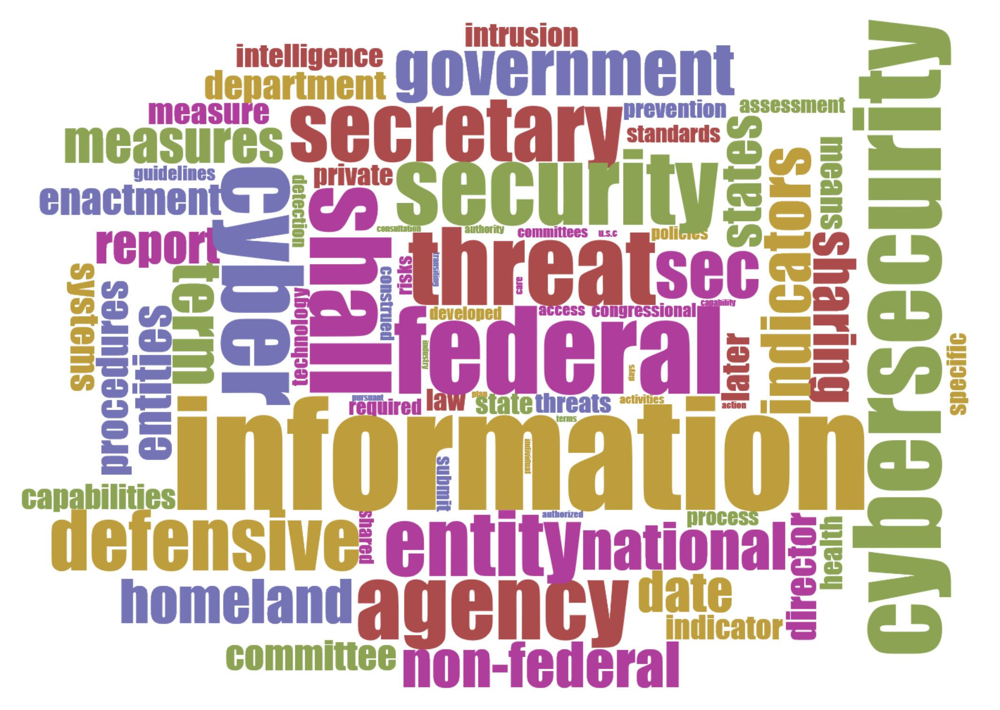 intrusion
intelligence
government
department
measure
secretary
prevention
assessment
measures
standards
states
cybersecurity
guidelines
cyber
private
security
indicators
means
enactment
detection
shall
consultation
authority
committees
u.s.c
policies
report
threat
sec
sharing
systems
term
procedures
entities
technology
construed
risks
transiting
care
capability
developed
access
congressional
federal
industry
days
later
specific
law
plan
pursuant
required
state
threats
activities
action
terms
information
individual
submit
capabilities
defensive
shared
entity
authorized
national
process
director
health
homeland
agency
date
indicator
committee
non-federal